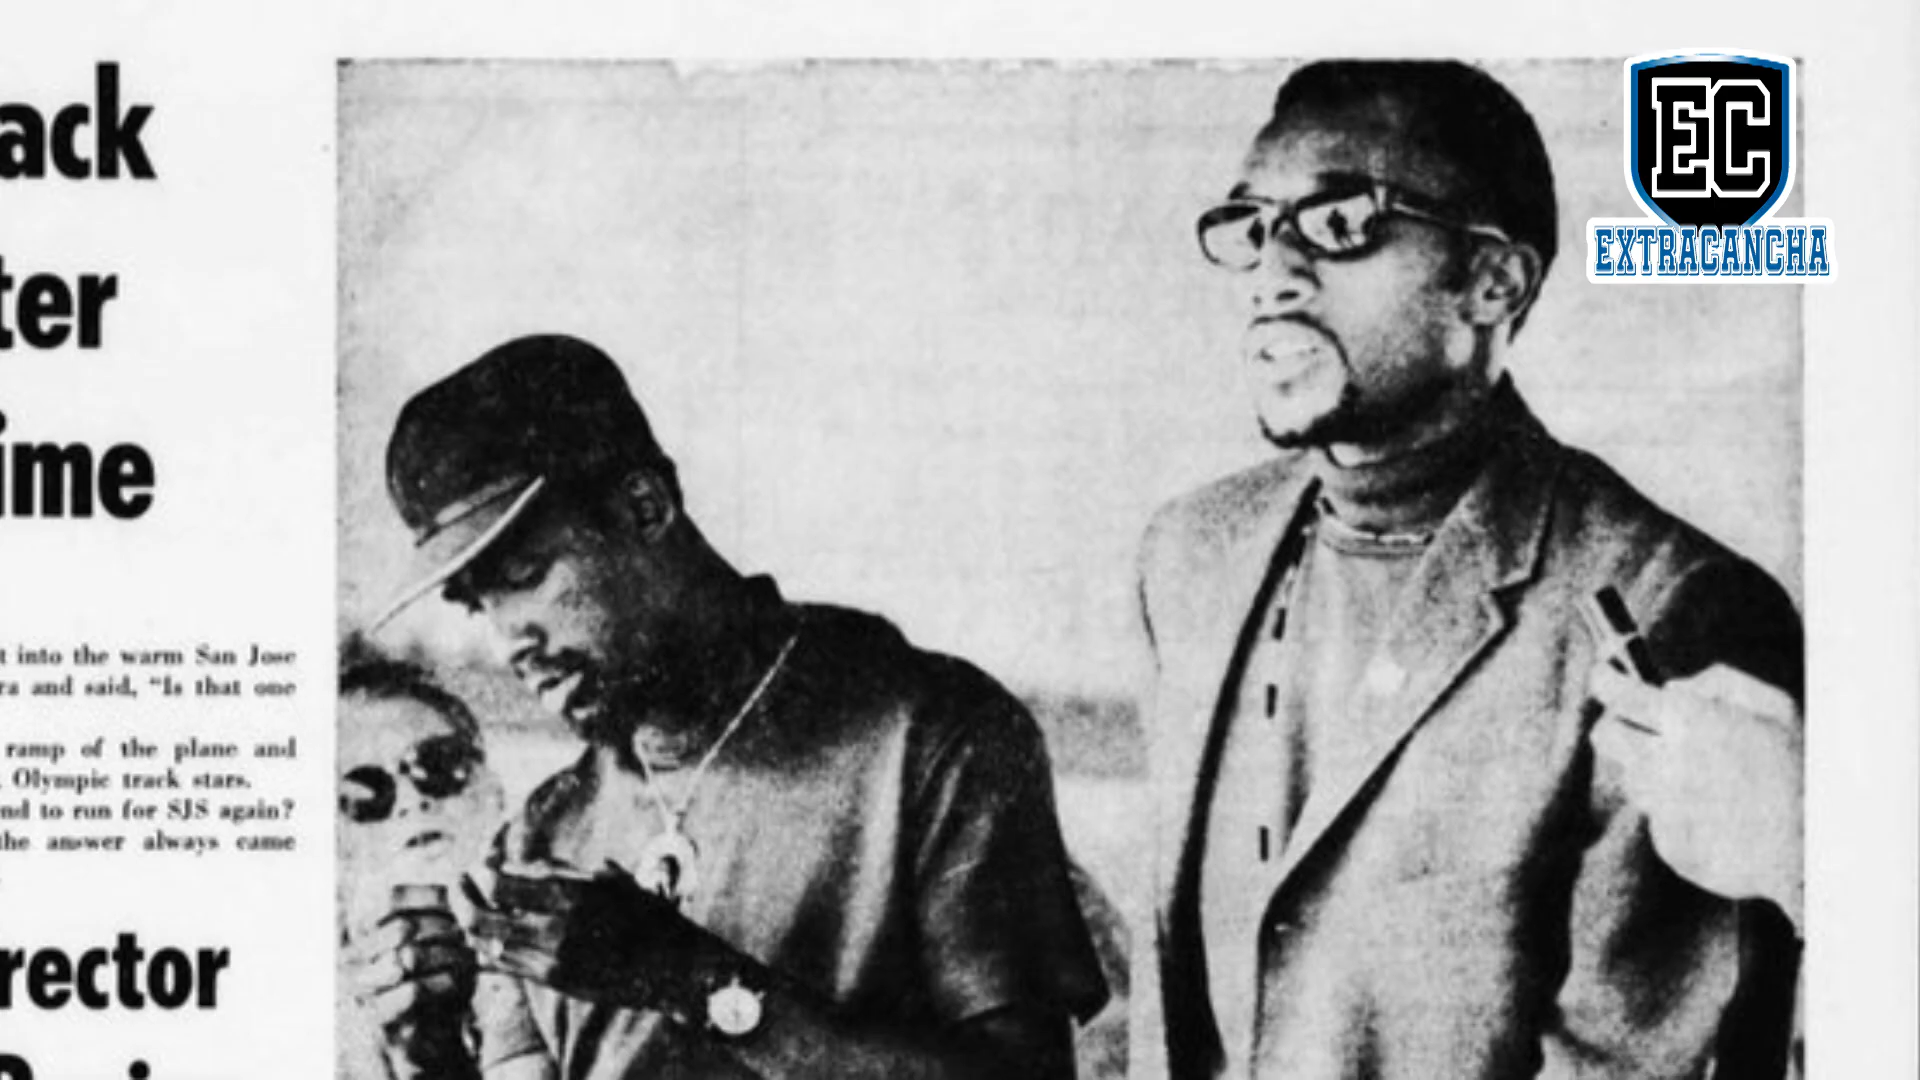 ack
ter
ime
t into the warm San Jose
ra and said, "Is that one
ramp of the plane and
. Olympic track stars.
nd to run for SJS again?
the answer always came
rector
EC
EXTRACANCHA